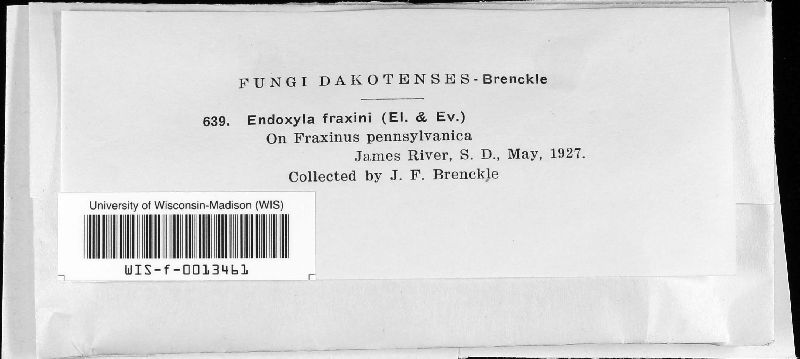 FUNGI DAKOTENSES - Brenckle
639. Endoxyla fraxini (El. & Ev.)
On Fraxinus pennsylvanica
James River, S. D., May, 1927.
Collected by J. F. Brenckle
University of Wisconsin-Madison (WIS)
WIS-f-0013461